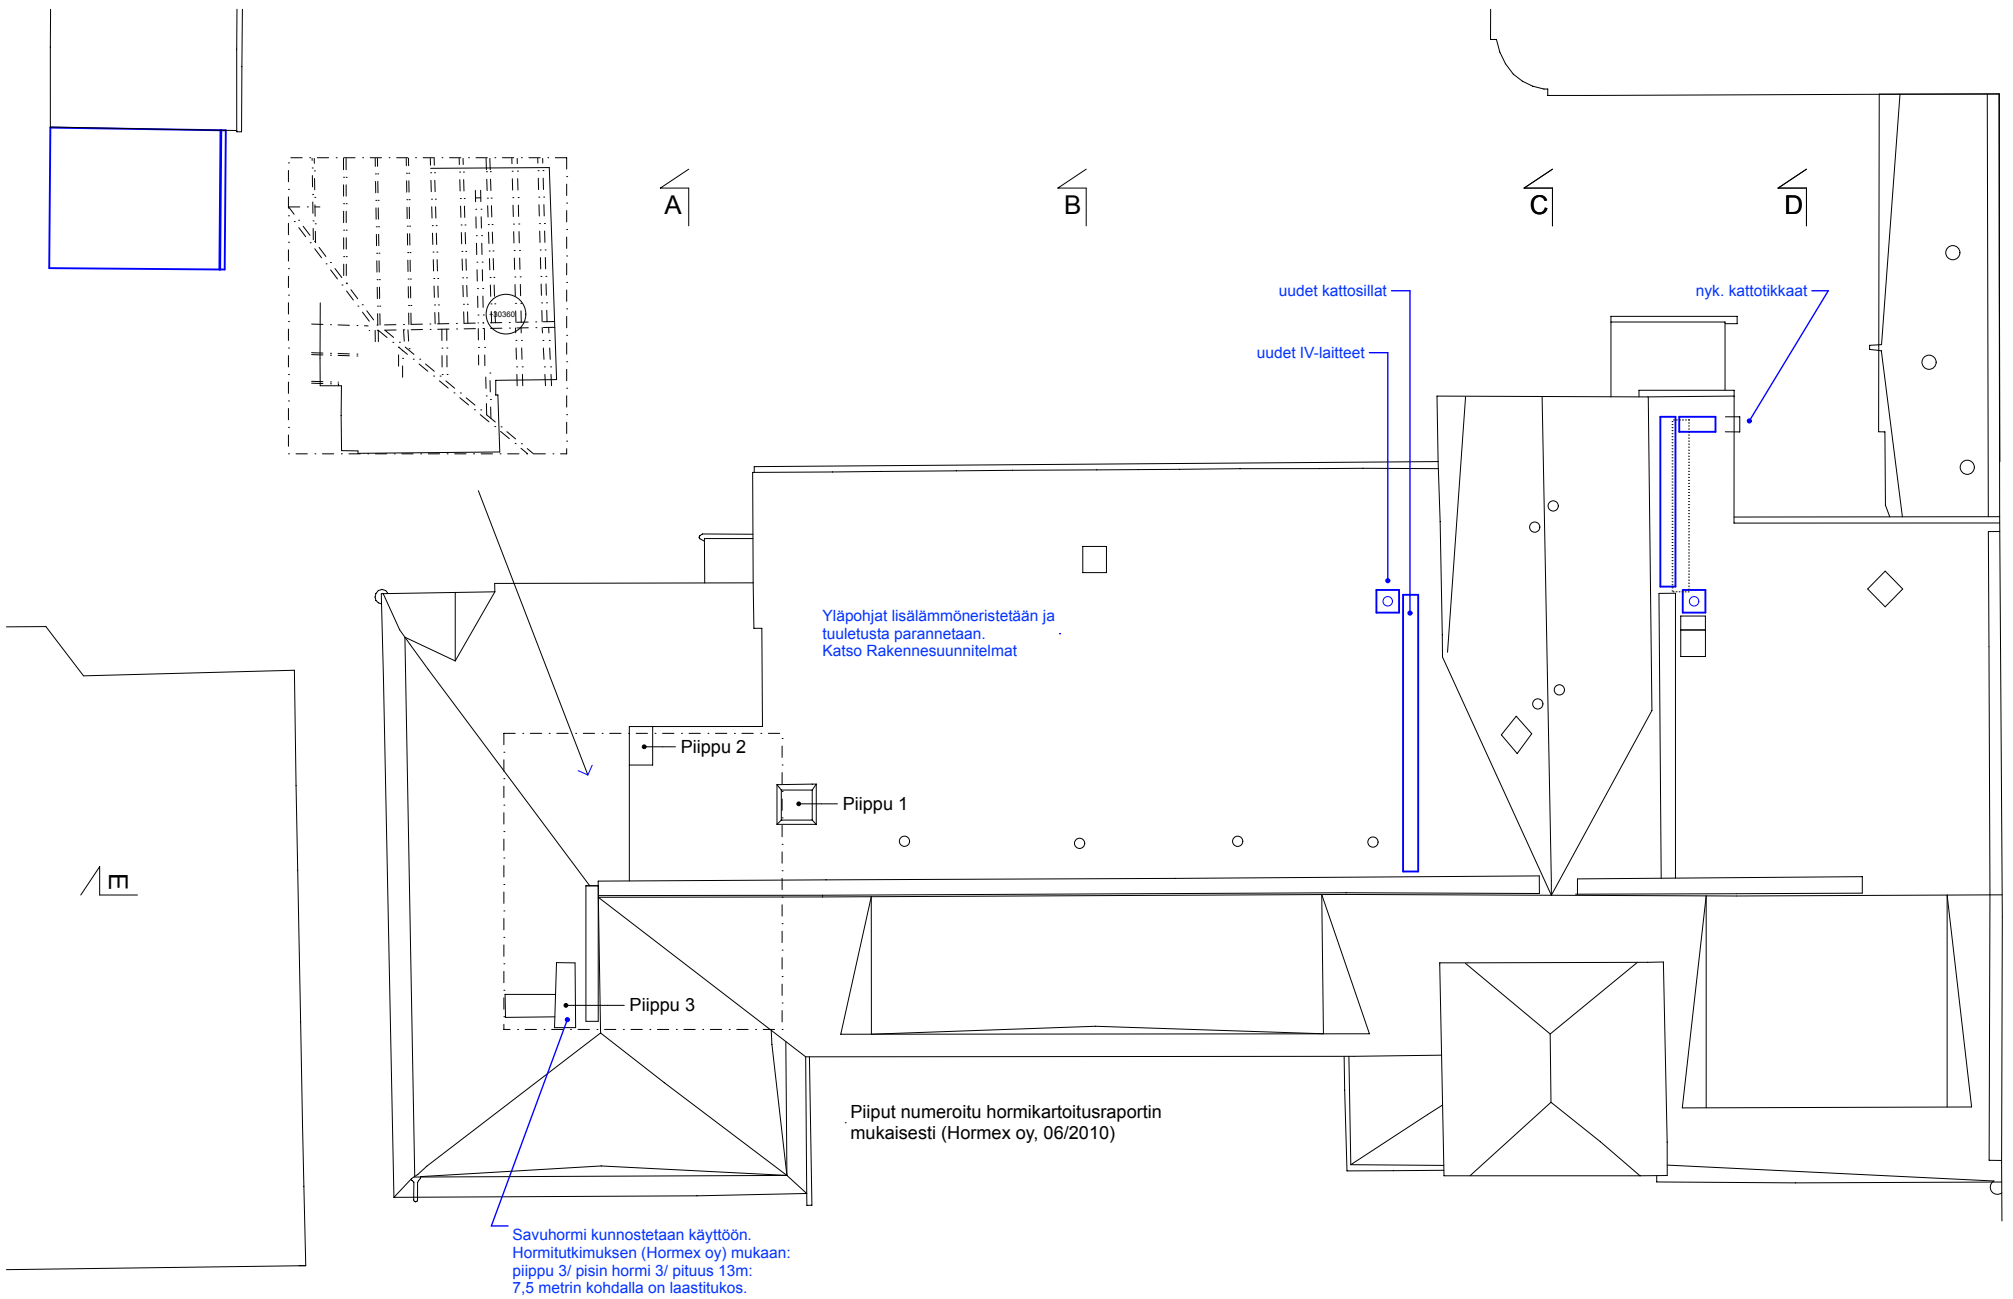 A
B
C
D
+30360
uudet kattosillat
nyk. kattotikkaat
uudet IV-laitteet
Yläpohjat lisälämmöneristetään ja
tuuletusta parannetaan.
Katso Rakennesuunnitelmat
Piippu 2
Piippu 1
E
Piippu 3
Piiput numeroitu hormikartoitusraportin
mukaisesti (Hormex oy, 06/2010)
Savuhormi kunnostetaan käyttöön.
Hormitutkimuksen (Hormex oy) mukaan:
piippu 3/ pisin hormi 3/ pituus 13m:
7,5 metrin kohdalla on laastitukos.